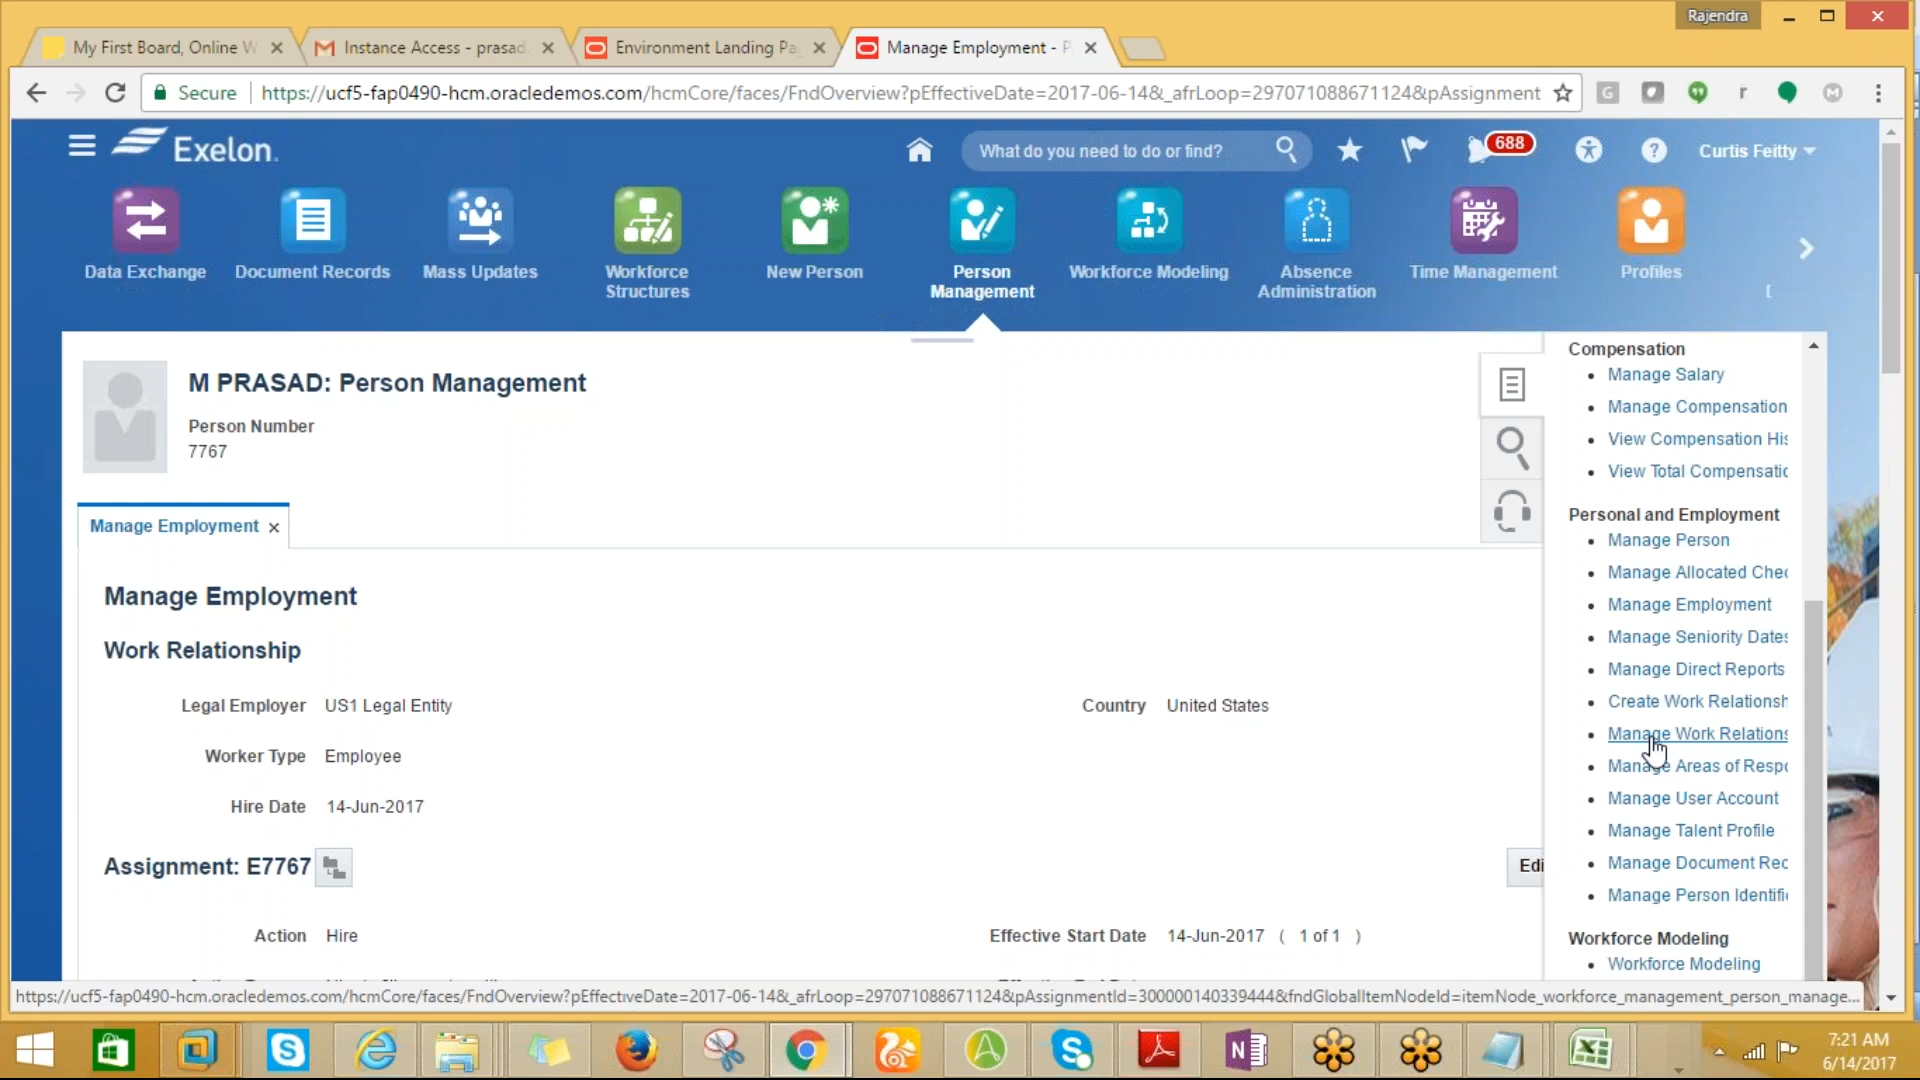 Rajendra
My First Board, Online W
Instance Access - prasad
Environment Landing Pa
Manage Employment - P
Secure
https://ucf5-fap0490-hcm.oracledemos.com/hcmCore/faces/FndOverview?pEffectiveDate=2017-06-14&_afrLoop=297071088671124&pAssignment
G
r
M
Exelon.
What do you need to do or find?
688
?
Curtis Feitty
Data Exchange
Document Records
Mass Updates
Workforce
Structures
New Person
Person
Management
Workforce Modeling
Absence
Administration
Time Management
Profiles
M PRASAD: Person Management
Person Number
7767
Manage Employment
Manage Employment
Work Relationship
Legal Employer US1 Legal Entity
Country United States
Worker Type Employee
Hire Date 14-Jun-2017
Assignment: E7767
Edi
Action Hire
Effective Start Date 14-Jun-2017 ( 1 of 1 )
Compensation
Manage Salary
Manage Compensation
View Compensation His
View Total Compensatio
Personal and Employment
Manage Person
Manage Allocated Chec
Manage Employment
Manage Seniority Dates
Manage Direct Reports
Create Work Relationsh
Manage Work Relations
Manage Areas of Respo
Manage User Account
Manage Talent Profile
Manage Document Rec
Manage Person Identifi
Workforce Modeling
Workforce Modeling
https://ucf5-fap0490-hcm.oracledemos.com/hcmCore/faces/FndOverview?pEffectiveDate=2017-06-14&_afrLoop=297071088671124&pAssignmentId=300000140339444&fndGlobalItemNodeId=itemNode_workforce_management_person_manage...
7:21 AM
6/14/2017